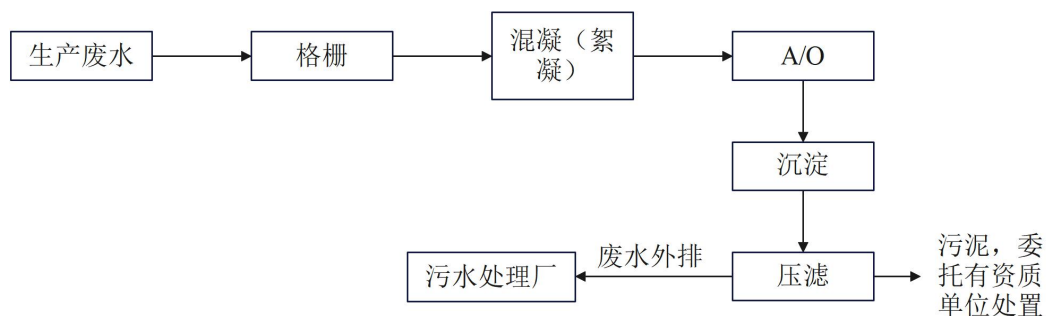 生产废水
格栅
混凝（絮
凝）
A/O
沉淀
压滤
废水外排
污水处理厂
污泥，委
托有资质
单位处置